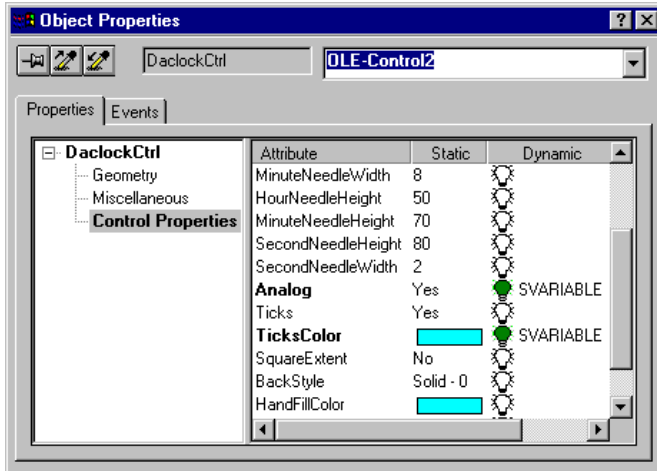 Object Properties
DaclockCtrl OLE-Control2
Properties Events
DaclockCtrl
Geometry
Miscellaneous
Control Properties
Attribute Static Dynamic
MinuteNeedleWidth 8
HourNeedleHeight 50
MinuteNeedleHeight 70
SecondNeedleHeight 80
SecondNeedleWidth 2
Analog Yes SVARIABLE
Ticks Yes
TicksColor SVARIABLE
SquareExtent No
BackStyle Solid - 0
HandFillColor